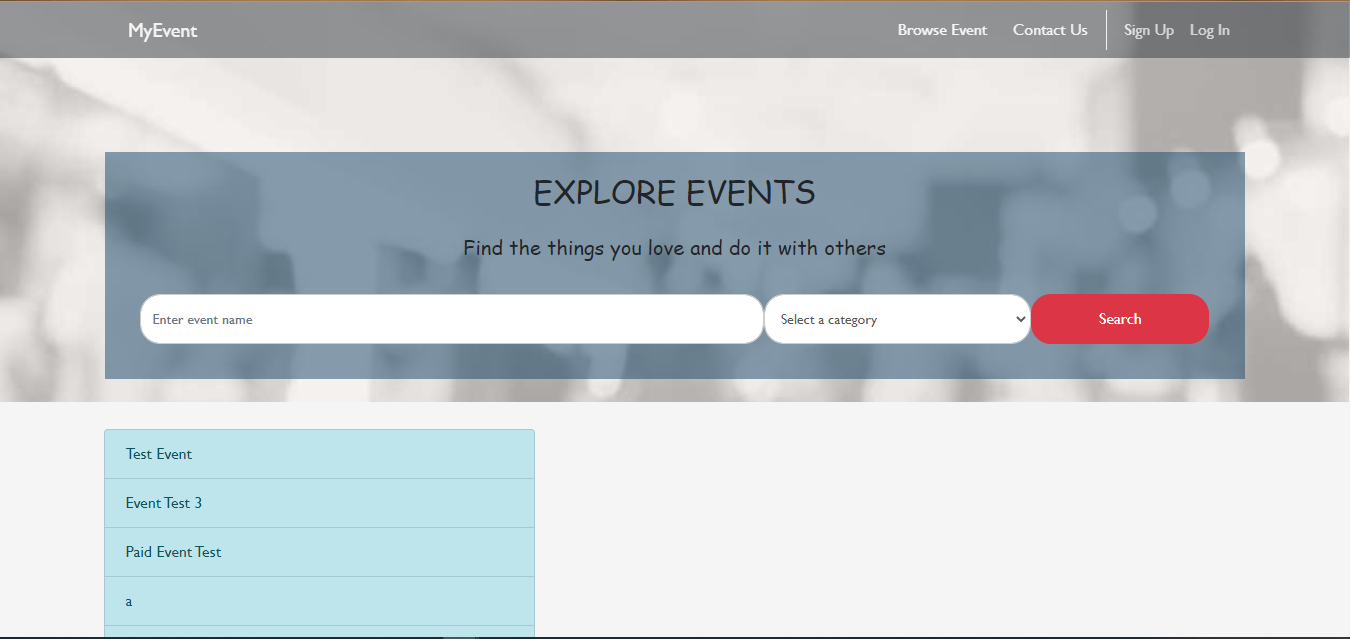 MyEvent Browse Event Contact Us Sign Up Log In
EXPLORE EVENTS
Find the things you love and do it with others
Enter event name Select a category Search
Test Event
Event Test 3
Paid Event Test
a